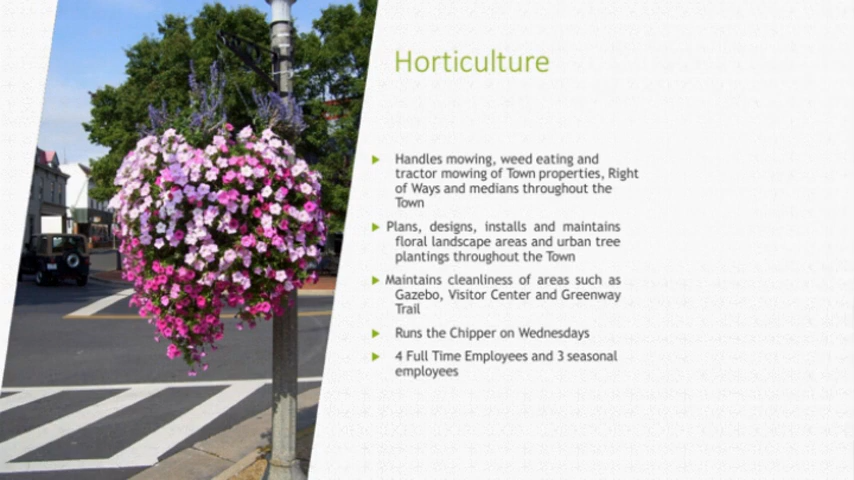 Horticulture
Handles mowing, weed eating and
tractor mowing of Town properties, Right
of Ways and medians throughout the
Town
Plans, designs, installs and maintains
floral landscape areas and urban tree
plantings throughout the Town
Maintains cleanliness of areas such as
Gazebo, Visitor Center and Greenway
Trail
Runs the Chipper on Wednesdays
4 Full Time Employees and 3 seasonal
employees